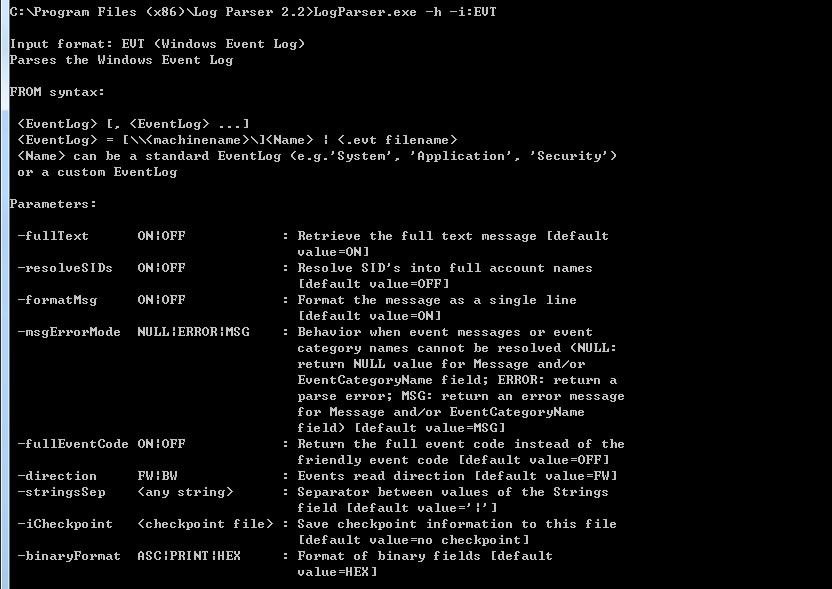 C:\Program Files (x86)\Log Parser 2.2>LogParser.exe -h -i:EVT
Input format: EVT (Windows Event Log)
Parses the Windows Event Log
FROM syntax:
<EventLog> [, <EventLog> ...]
<EventLog> = [\\<machinename>\]<Name> ¦ <.evt filename>
<Name> can be a standard EventLog (e.g.'System', 'Application', 'Security')
or a custom EventLog
Parameters:
-fullText ON¦OFF : Retrieve the full text message [default
value=ON]
-resolveSIDs ON¦OFF : Resolve SID's into full account names
[default value=OFF]
-formatMsg ON¦OFF : Format the message as a single line
[default value=ON]
-msgErrorMode NULL¦ERROR¦MSG : Behavior when event messages or event
category names cannot be resolved (NULL:
return NULL value for Message and/or
EventCategoryName field; ERROR: return a
parse error; MSG: return an error message
for Message and/or EventCategoryName
field) [default value=MSG]
-fullEventCode ON¦OFF : Return the full event code instead of the
friendly event code [default value=OFF]
-direction FW¦BW : Events read direction [default value=FW]
-stringsSep <any string> : Separator between values of the Strings
field [default value='¦']
-iCheckpoint <checkpoint file> : Save checkpoint information to this file
[default value=no checkpoint]
-binaryFormat ASC¦PRINT¦HEX : Format of binary fields [default
value=HEX]